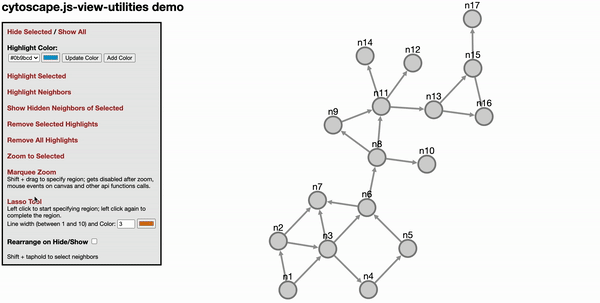 cytoscape.js-view-utilities demo
Hide Selected / Show All
Highlight Color:
#0b9bcd Update Color Add Color
Highlight Selected
Highlight Neighbors
Show Hidden Neighbors of Selected
Remove Selected Highlights
Remove All Highlights
Zoom to Selected
Marquee Zoom
Shift + drag to specify region; gets disabled after zoom,
mouse events on canvas and other api functions calls.
Lasso Tool
Left click to start specifying region; left click again to
complete the region.
Line width (between 1 and 10) and Color: 3
Rearrange on Hide/Show
Shift + taphold to select neighbors
n17
n14
n12
n15
n11
n13
n16
n9
n8
n10
n7
n6
n2
n3
n5
n1
n4